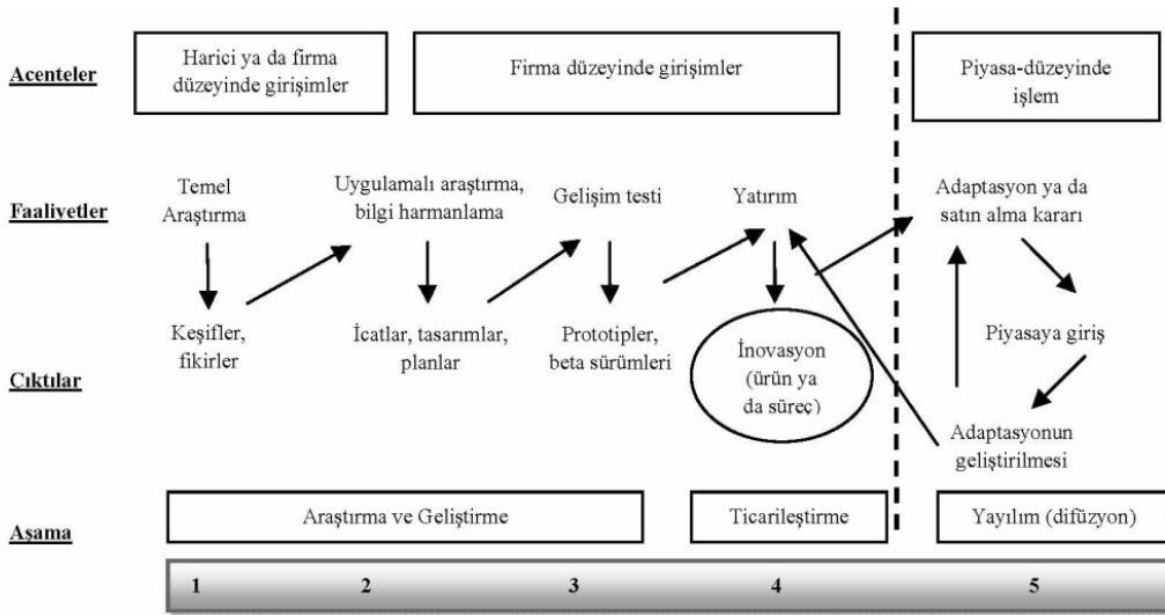 Acenteler
Harici ya da firma
düzeyinde girişimler
Firma düzeyinde girişimler
Piyasa-düzeyinde
işlem
Faaliyetler
Temel
Araştırma
Uygulamalı araştırma,
bilgi harmanlama
Gelişim testi
Yatırım
Adaptasyon ya da
satın alma kararı
Çıktılar
Keşifler,
fikirler
İcatlar, tasarımlar,
planlar
Prototipler,
beta sürümleri
İnovasyon
(ürün ya
da süreç)
Piyasaya giriş
Adaptasyonun
geliştirilmesi
Aşama
Araştırma ve Geliştirme
Ticarileştirme
Yayılım (difüzyon)
1 2 3 4 5